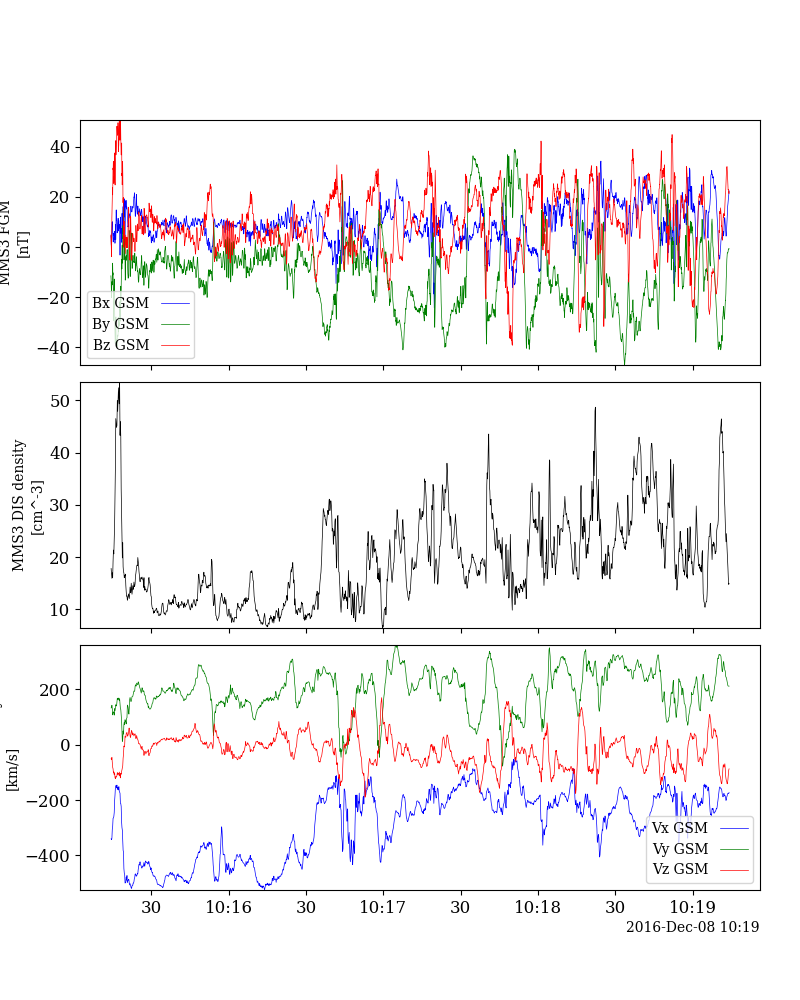 MMS3 FGM
[nT]
40
20
0
−20
−40
Bx GSM
By GSM
Bz GSM
MMS3 DIS density
[cm^-3]
50
40
30
20
10
[km/s]
200
0
−200
−400
Vx GSM
Vy GSM
Vz GSM
30
10:16
30
10:17
30
10:18
30
10:19
2016-Dec-08 10:19